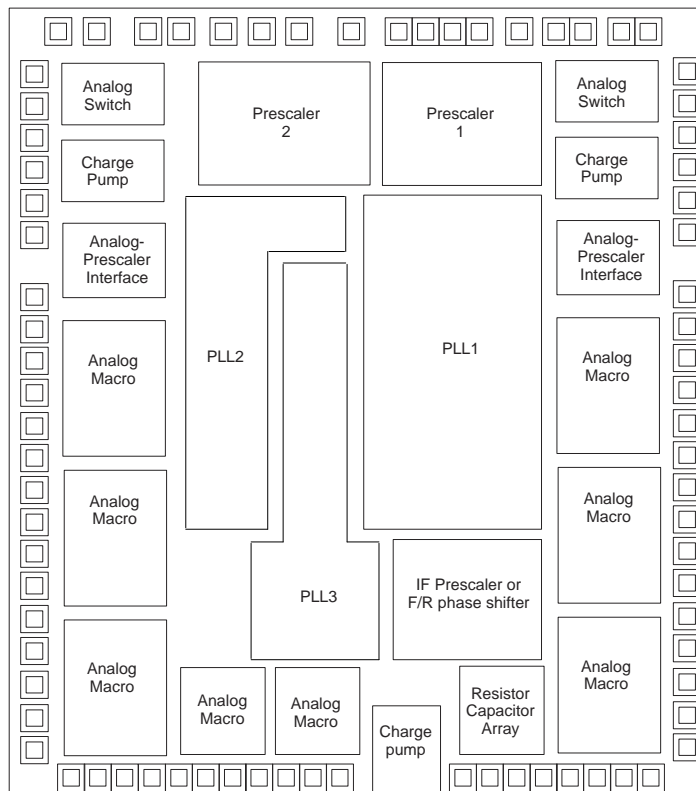 Analog
Switch
Prescaler
2
Prescaler
1
Analog
Switch
Charge
Pump
Charge
Pump
Analog-
Prescaler
Interface
Analog-
Prescaler
Interface
Analog
Macro
PLL2
PLL1
Analog
Macro
Analog
Macro
Analog
Macro
PLL3
IF Prescaler or
F/R phase shifter
Analog
Macro
Analog
Macro
Analog
Macro
Charge
pump
Resistor
Capacitor
Array
Analog
Macro